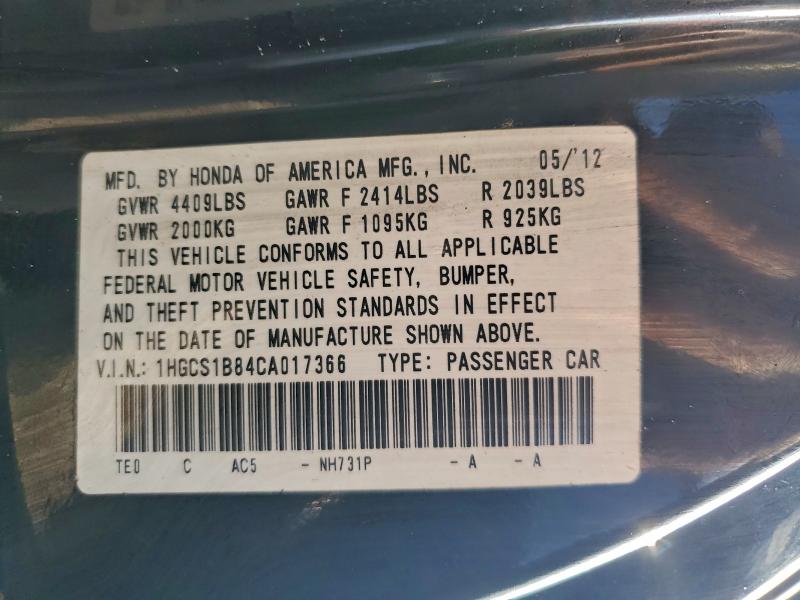 MFD. BY HONDA OF AMERICA MFG., INC. 05/'12
GVWR 4409LBS GAWR F 2414LBS R 2039LBS
GVWR 2000KG GAWR F 1095KG R 925KG
THIS VEHICLE CONFORMS TO ALL APPLICABLE
FEDERAL MOTOR VEHICLE SAFETY, BUMPER,
AND THEFT PREVENTION STANDARDS IN EFFECT
ON THE DATE OF MANUFACTURE SHOWN ABOVE.
V.I.N.: 1HGCS1B84CA017366 TYPE: PASSENGER CAR
TE0 C AC5 - NH731P - A - A